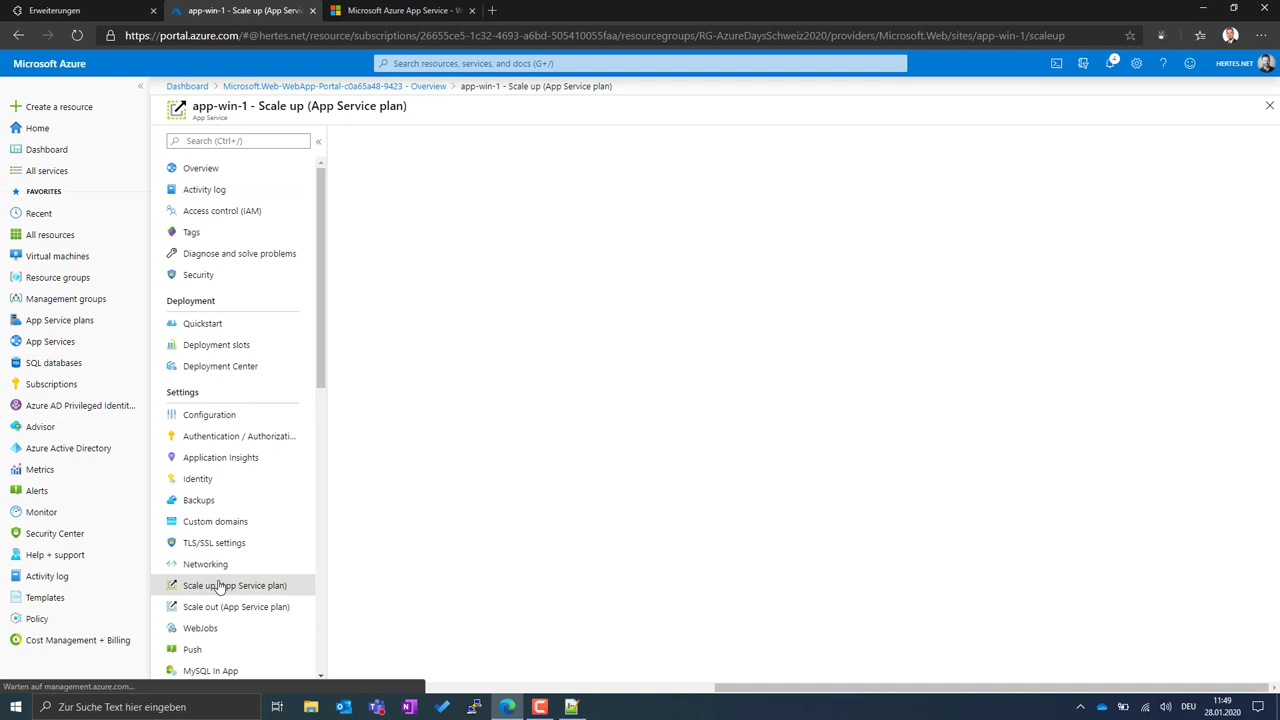 Erweiterungen
app-win-1 - Scale up (App Servic
Microsoft Azure App Service - W
https://portal.azure.com/#@hertes.net/resource/subscriptions/26655ce5-1c32-4693-a6bd-505410055faa/resourcegroups/RG-AzureDaysSchweiz2020/providers/Microsoft.Web/sites/app-win-1/scaleup
Microsoft Azure
Search resources, services, and docs (G+/)
HERTES.NET
Create a resource
Home
Dashboard
All services
FAVORITES
Recent
All resources
Virtual machines
Resource groups
Management groups
App Service plans
App Services
SQL databases
Subscriptions
Azure AD Privileged Identit...
Advisor
Azure Active Directory
Metrics
Alerts
Monitor
Security Center
Help + support
Activity log
Templates
Policy
Cost Management + Billing
Dashboard > Microsoft.Web-WebApp-Portal-c0a65a48-9423 - Overview > app-win-1 - Scale up (App Service plan)
app-win-1 - Scale up (App Service plan)
App Service
Search (Ctrl+/)
Overview
Activity log
Access control (IAM)
Tags
Diagnose and solve problems
Security
Deployment
Quickstart
Deployment slots
Deployment Center
Settings
Configuration
Authentication / Authorizati...
Application Insights
Identity
Backups
Custom domains
TLS/SSL settings
Networking
Scale up (App Service plan)
Scale out (App Service plan)
WebJobs
Push
MySQL In App
Warten auf management.azure.com...
Zur Suche Text hier eingeben
DEU
11:49
28.01.2020